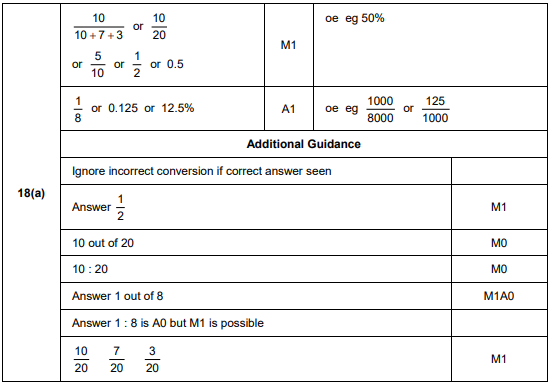 10/(10 + 7 + 3) or 10/20 oe eg 50%
or 5/10 or 1/2 or 0.5
M1
1/8 or 0.125 or 12.5% A1 oe eg 1000/8000 or 125/1000
Additional Guidance
Ignore incorrect conversion if correct answer seen
18(a)
Answer 1/2 M1
10 out of 20 M0
10 : 20 M0
Answer 1 out of 8 M1A0
Answer 1 : 8 is A0 but M1 is possible
10/20 7/20 3/20 M1